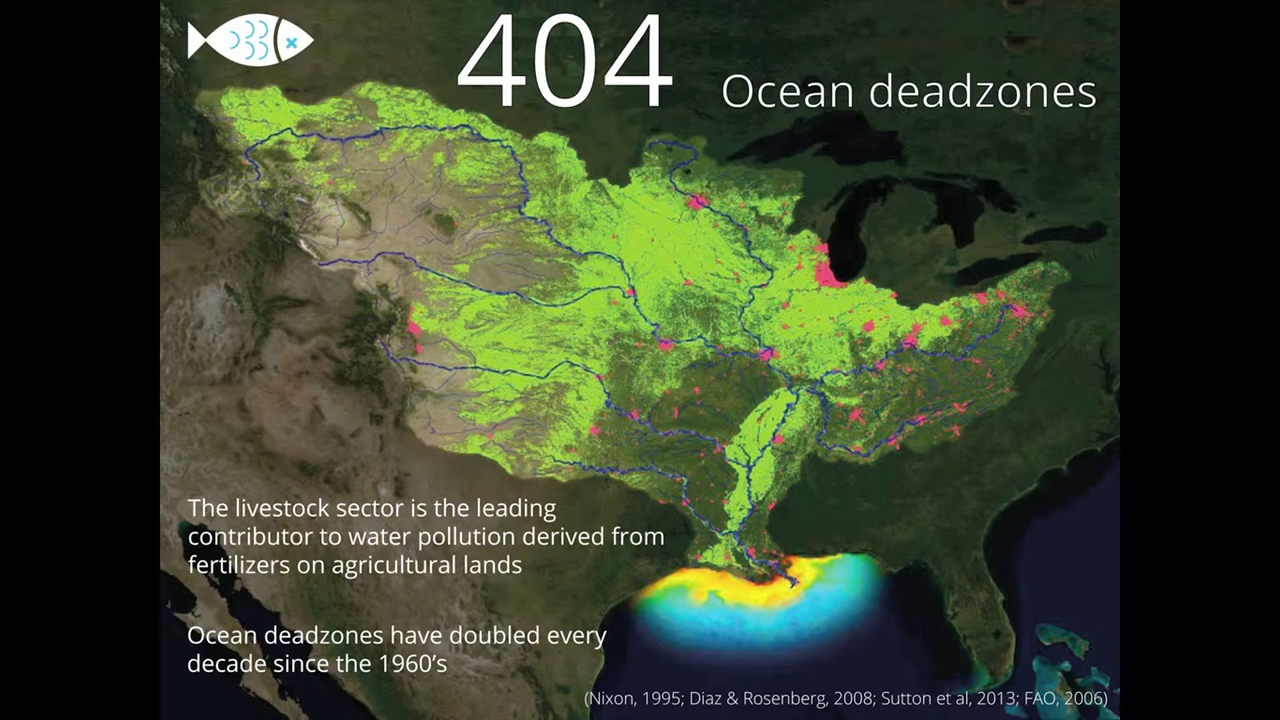 404 Ocean deadzones
The livestock sector is the leading
contributor to water pollution derived from
fertilizers on agricultural lands
Ocean deadzones have doubled every
decade since the 1960's
(Nixon, 1995; Diaz & Rosenberg, 2008; Sutton et al, 2013; FAO, 2006)